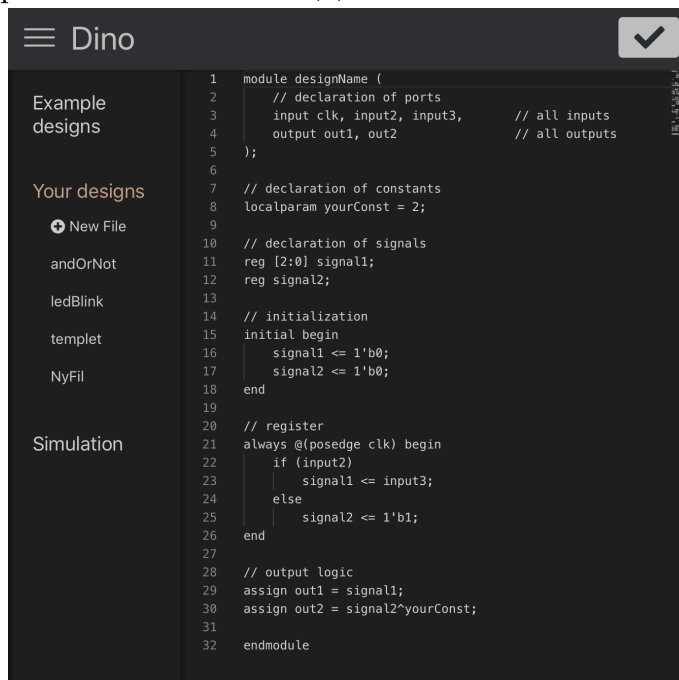 Dino
Example
designs
Your designs
New File
andOrNot
ledBlink
templet
NyFil
Simulation
1 module designName (
2 // declaration of ports
3 input clk, input2, input3, // all inputs
4 output out1, out2 // all outputs
5 );
6
7 // declaration of constants
8 localparam yourConst = 2;
9
10 // declaration of signals
11 reg [2:0] signal1;
12 reg signal2;
13
14 // initialization
15 initial begin
16 signal1 <= 1'b0;
17 signal2 <= 1'b0;
18 end
19
20 // register
21 always @(posedge clk) begin
22 if (input2)
23 signal1 <= input3;
24 else
25 signal2 <= 1'b1;
26 end
27
28 // output logic
29 assign out1 = signal1;
30 assign out2 = signal2^yourConst;
31
32 endmodule